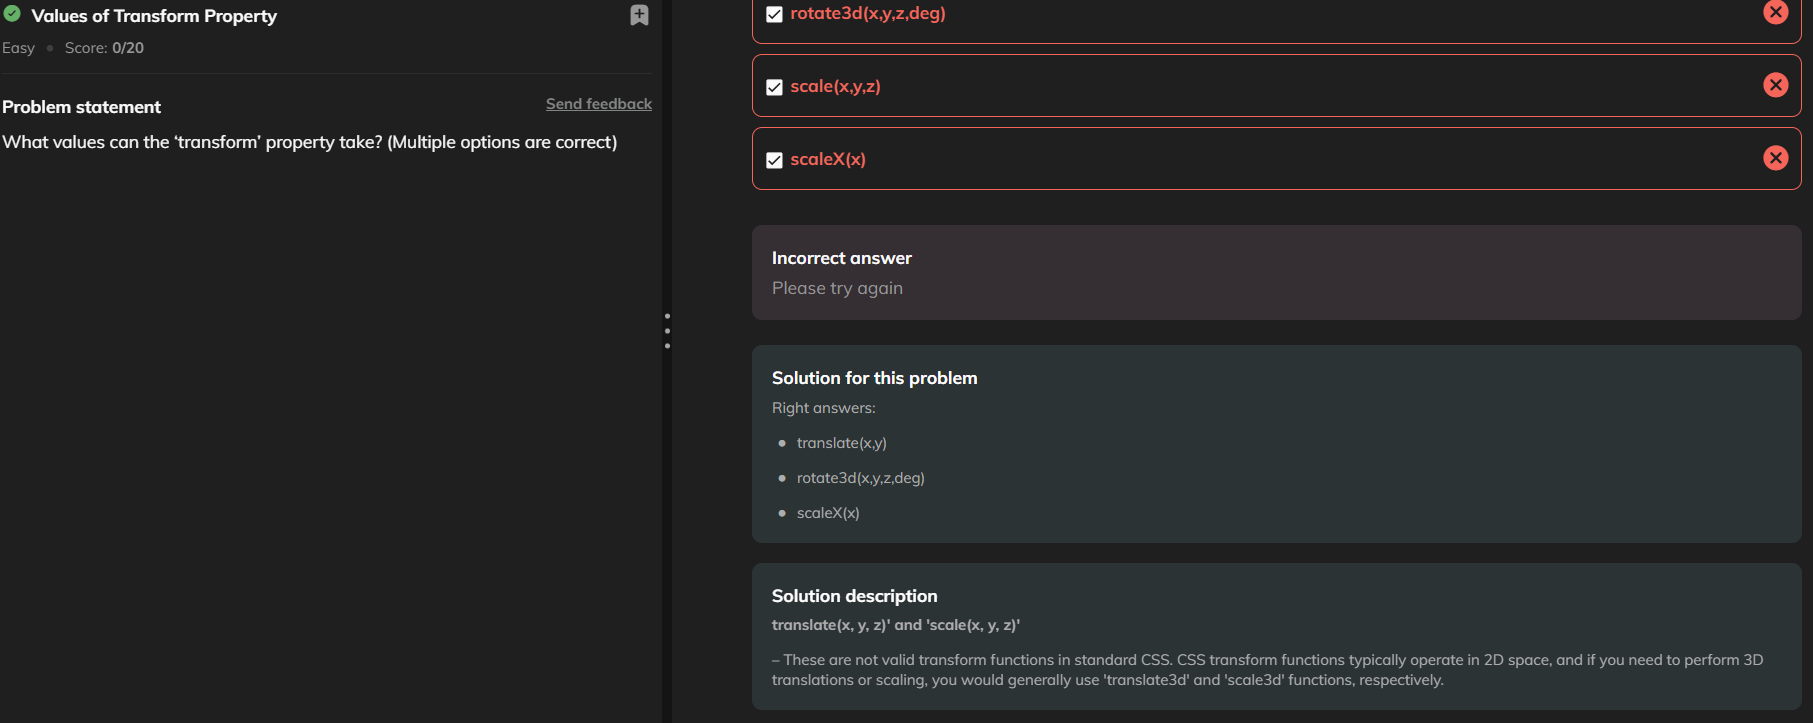 Values of Transform Property
Easy • Score: 0/20
Problem statement
Send feedback
What values can the ‘transform’ property take? (Multiple options are correct)
rotate3d(x,y,z,deg)
scale(x,y,z)
scaleX(x)
Incorrect answer
Please try again
Solution for this problem
Right answers:
• translate(x,y)
• rotate3d(x,y,z,deg)
• scaleX(x)
Solution description
translate(x, y, z)' and 'scale(x, y, z)'
– These are not valid transform functions in standard CSS. CSS transform functions typically operate in 2D space, and if you need to perform 3D
translations or scaling, you would generally use 'translate3d' and 'scale3d' functions, respectively.